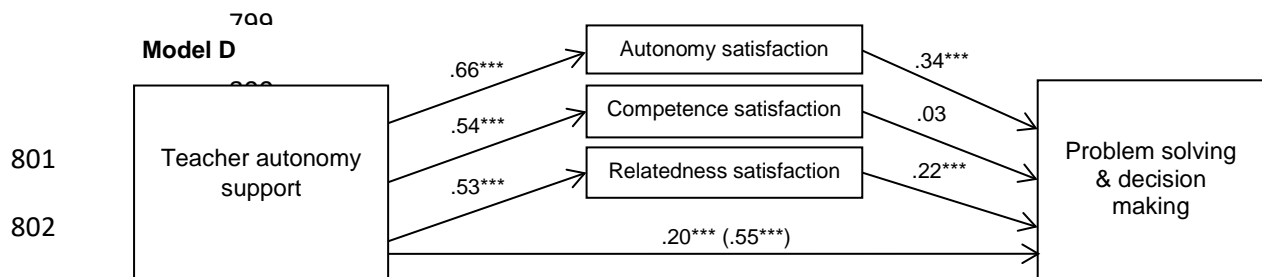 799
Model D
Autonomy satisfaction
.66***
.34***
Competence satisfaction
.54***
.03
801
Teacher autonomy
support
Problem solving
& decision
making
Relatedness satisfaction
.53***
.22***
802
.20*** (.55***)